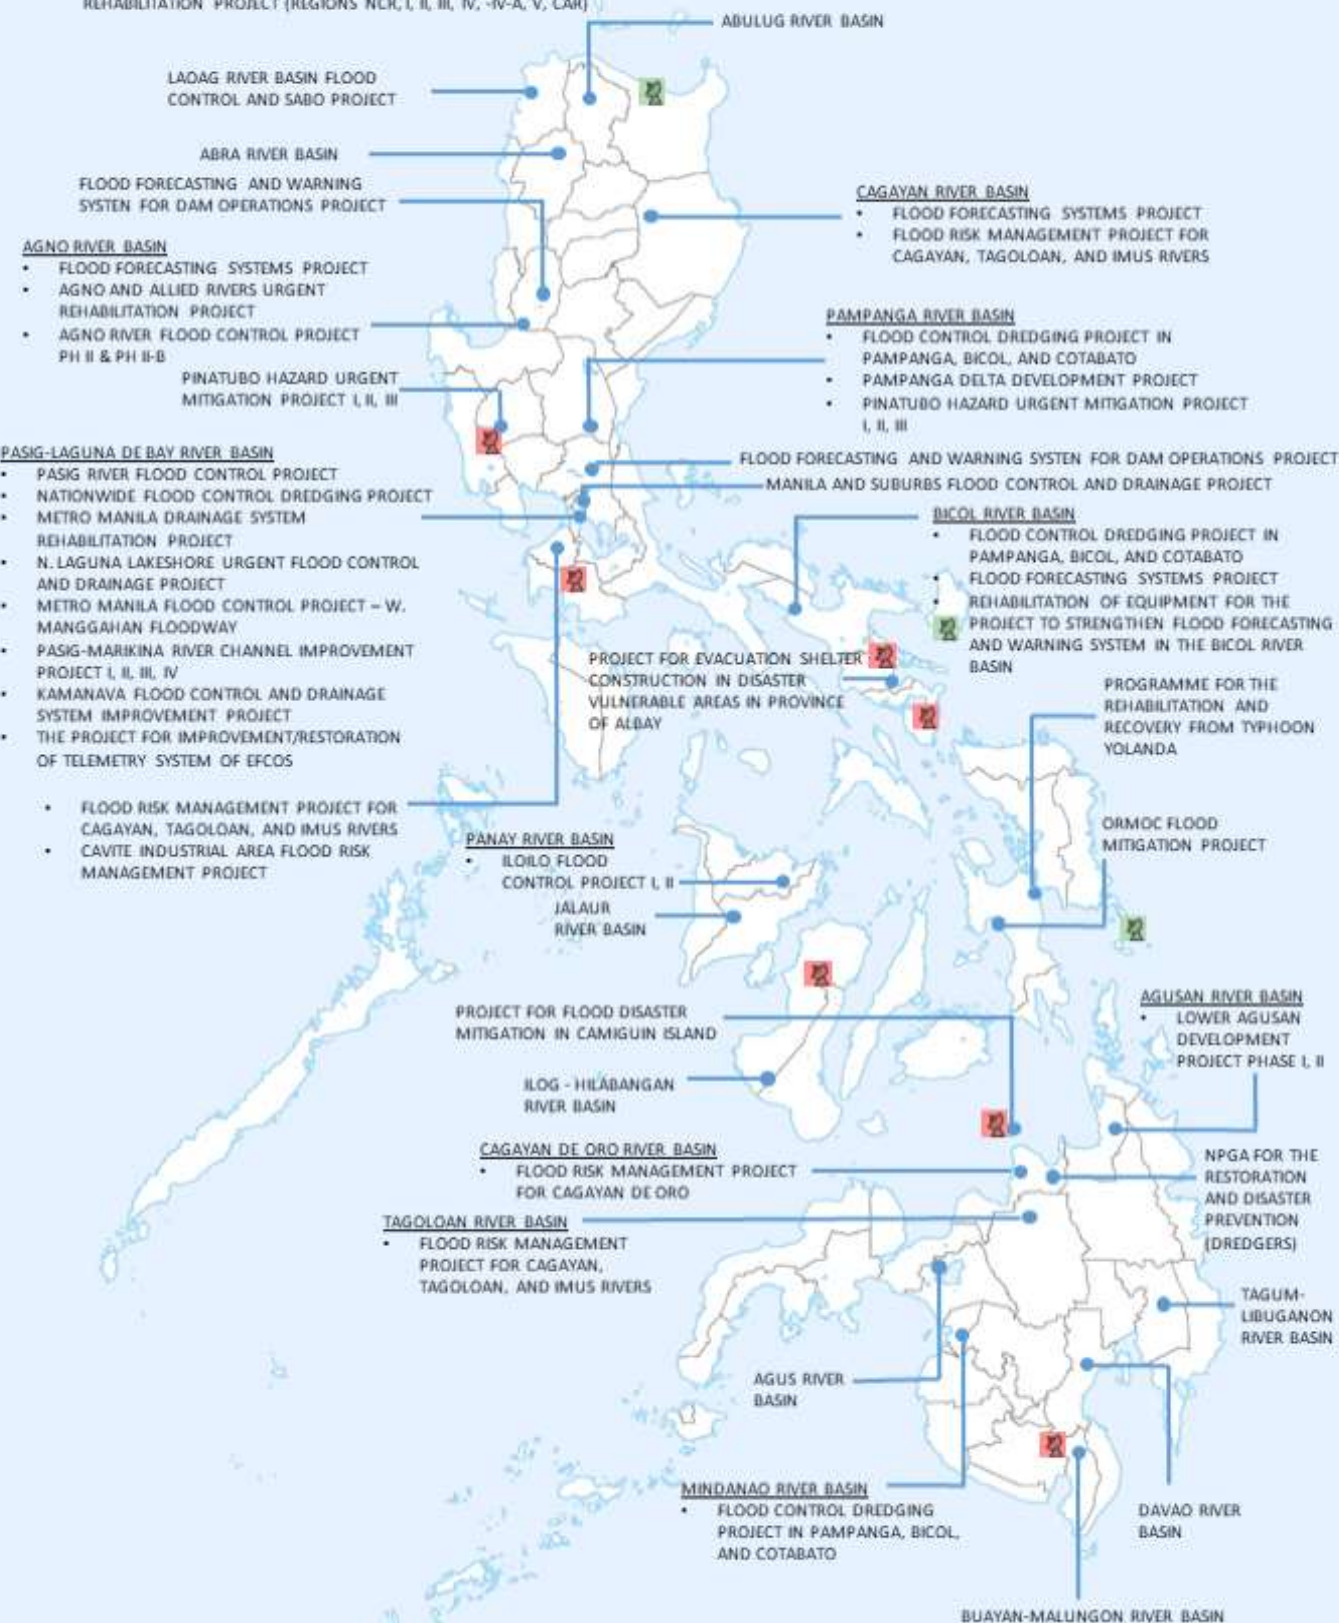 REHABILITATION PROJECT (REGIONS NCR, I, II, III, IV, -IV-A, V, CAR)
ABULUG RIVER BASIN
LAOAG RIVER BASIN FLOOD
CONTROL AND SABO PROJECT
ABRA RIVER BASIN
FLOOD FORECASTING AND WARNING
SYSTEN FOR DAM OPERATIONS PROJECT
CAGAYAN RIVER BASIN
• FLOOD FORECASTING SYSTEMS PROJECT
• FLOOD RISK MANAGEMENT PROJECT FOR
CAGAYAN, TAGOLOAN, AND IMUS RIVERS
AGNO RIVER BASIN
• FLOOD FORECASTING SYSTEMS PROJECT
• AGNO AND ALLIED RIVERS URGENT
REHABILITATION PROJECT
• AGNO RIVER FLOOD CONTROL PROJECT
PH II & PH II-B
PAMPANGA RIVER BASIN
• FLOOD CONTROL DREDGING PROJECT IN
PAMPANGA, BICOL, AND COTABATO
• PAMPANGA DELTA DEVELOPMENT PROJECT
• PINATUBO HAZARD URGENT MITIGATION PROJECT
I, II, III
PINATUBO HAZARD URGENT
MITIGATION PROJECT I, II, III
PASIG-LAGUNA DE BAY RIVER BASIN
• PASIG RIVER FLOOD CONTROL PROJECT
• NATIONWIDE FLOOD CONTROL DREDGING PROJECT
• METRO MANILA DRAINAGE SYSTEM
REHABILITATION PROJECT
• N. LAGUNA LAKESHORE URGENT FLOOD CONTROL
AND DRAINAGE PROJECT
• METRO MANILA FLOOD CONTROL PROJECT – W.
MANGGAHAN FLOODWAY
• PASIG-MARIKINA RIVER CHANNEL IMPROVEMENT
PROJECT I, II, III, IV
• KAMANAVA FLOOD CONTROL AND DRAINAGE
SYSTEM IMPROVEMENT PROJECT
• THE PROJECT FOR IMPROVEMENT/RESTORATION
OF TELEMETRY SYSTEM OF EFCOS
FLOOD FORECASTING AND WARNING SYSTEN FOR DAM OPERATIONS PROJECT
MANILA AND SUBURBS FLOOD CONTROL AND DRAINAGE PROJECT
BICOL RIVER BASIN
• FLOOD CONTROL DREDGING PROJECT IN
PAMPANGA, BICOL, AND COTABATO
• FLOOD FORECASTING SYSTEMS PROJECT
• REHABILITATION OF EQUIPMENT FOR THE
PROJECT TO STRENGTHEN FLOOD FORECASTING
AND WARNING SYSTEM IN THE BICOL RIVER
BASIN
PROJECT FOR EVACUATION SHELTER
CONSTRUCTION IN DISASTER
VULNERABLE AREAS IN PROVINCE
OF ALBAY
PROGRAMME FOR THE
REHABILITATION AND
RECOVERY FROM TYPHOON
YOLANDA
• FLOOD RISK MANAGEMENT PROJECT FOR
CAGAYAN, TAGOLOAN, AND IMUS RIVERS
• CAVITE INDUSTRIAL AREA FLOOD RISK
MANAGEMENT PROJECT
ORMOC FLOOD
MITIGATION PROJECT
PANAY RIVER BASIN
• ILOILO FLOOD
CONTROL PROJECT I, II
JALAUR
RIVER BASIN
PROJECT FOR FLOOD DISASTER
MITIGATION IN CAMIGUIN ISLAND
AGUSAN RIVER BASIN
• LOWER AGUSAN
DEVELOPMENT
PROJECT PHASE I, II
ILOG - HILABANGAN
RIVER BASIN
CAGAYAN DE ORO RIVER BASIN
• FLOOD RISK MANAGEMENT PROJECT
FOR CAGAYAN DE ORO
NPGA FOR THE
RESTORATION
AND DISASTER
PREVENTION
(DREDGERS)
TAGOLOAN RIVER BASIN
• FLOOD RISK MANAGEMENT
PROJECT FOR CAGAYAN,
TAGOLOAN, AND IMUS RIVERS
TAGUM-
LIBUGANON
RIVER BASIN
AGUS RIVER
BASIN
MINDANAO RIVER BASIN
• FLOOD CONTROL DREDGING
PROJECT IN PAMPANGA, BICOL,
AND COTABATO
DAVAO RIVER
BASIN
BUAYAN-MALUNGON RIVER BASIN